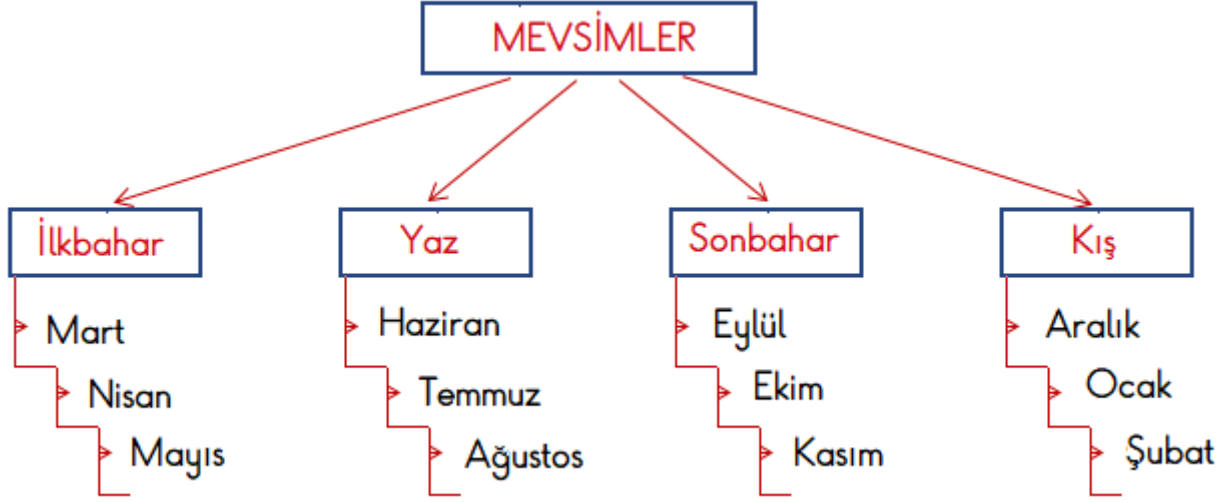 MEVSİMLER
İlkbahar
Mart
Nisan
Mayıs
Yaz
Haziran
Temmuz
Ağustos
Sonbahar
Eylül
Ekim
Kasım
Kış
Aralık
Ocak
Şubat